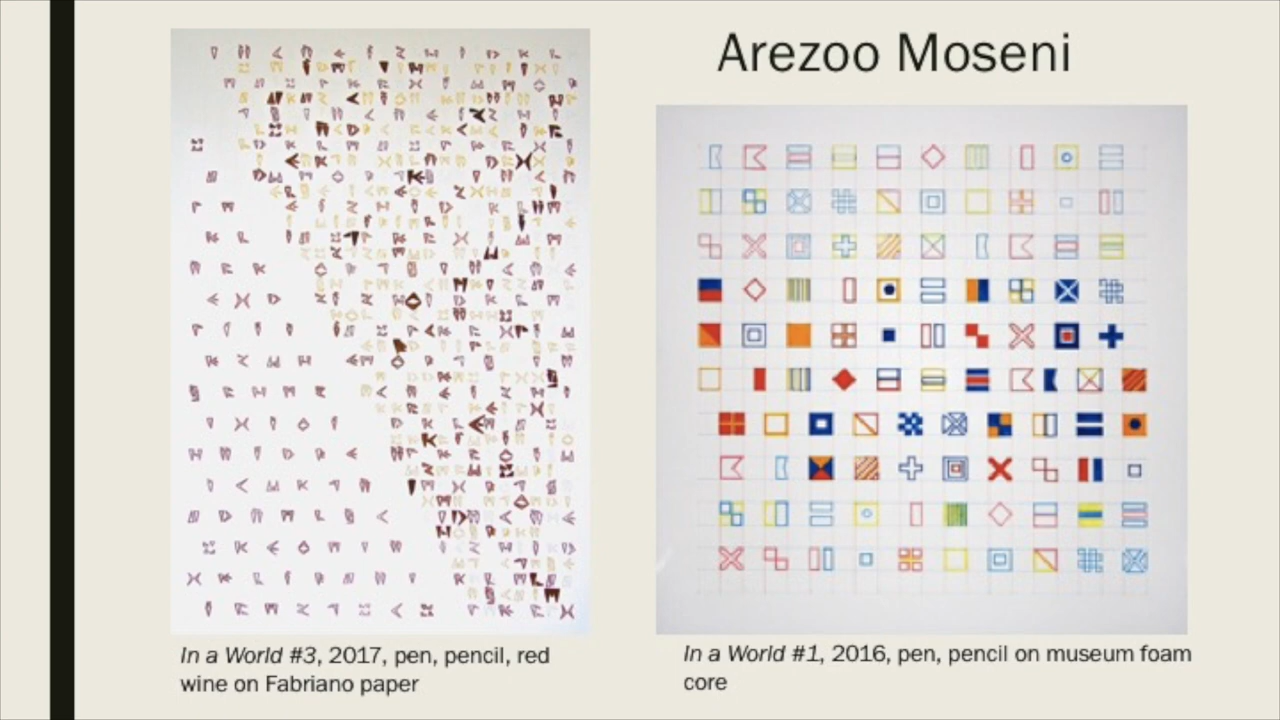 Arezoo Moseni
In a World #3, 2017, pen, pencil, red
wine on Fabriano paper
In a World #1, 2016, pen, pencil on museum foam
core